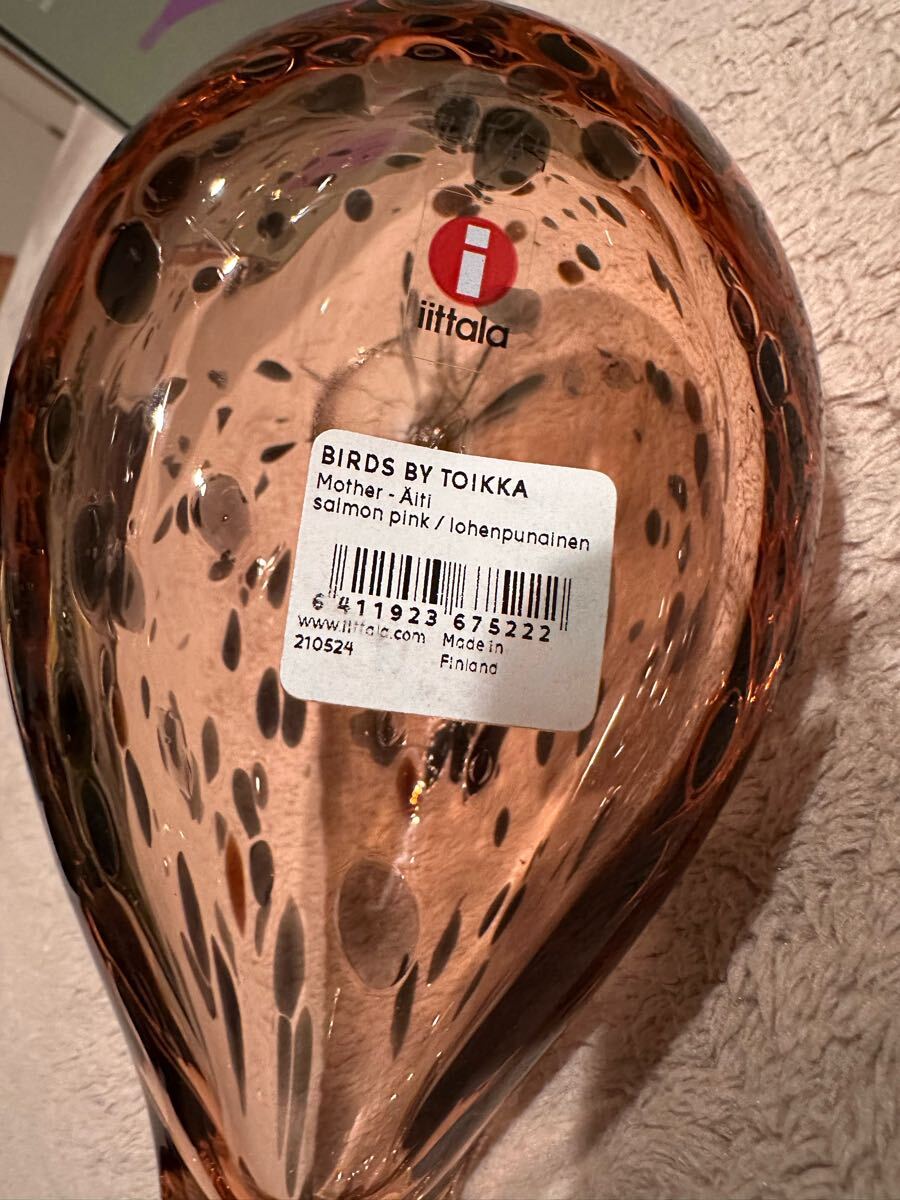 iittala
BIRDS BY TOIKKA
Mother - Äiti
salmon pink / lohenpunainen
6 411923 675222
www.iittala.com Made in
210524 Finland